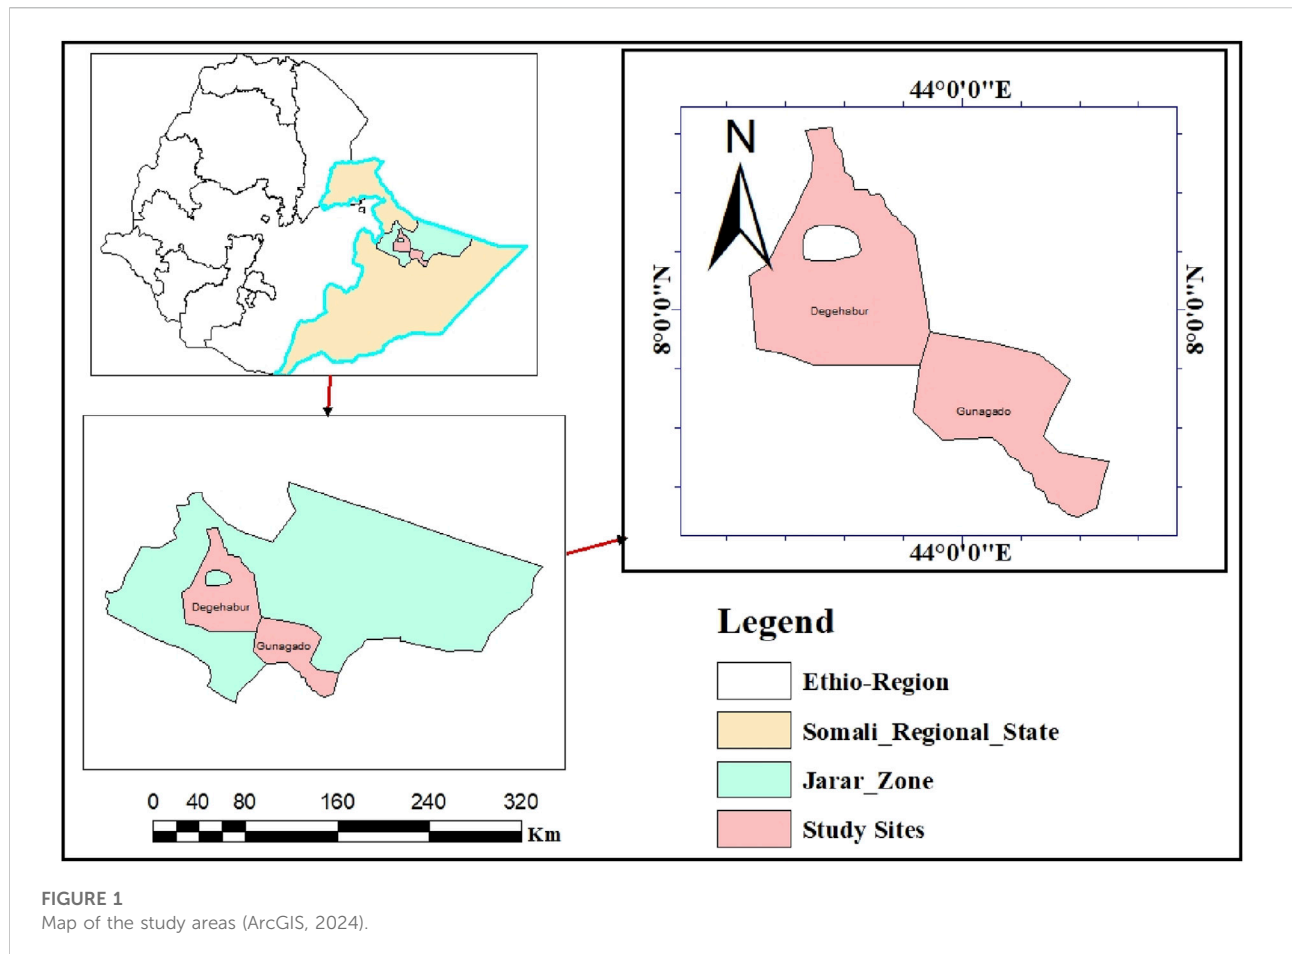 44°0'0"E
N
8°0'0"N
8°0'0"N
Degehabur
Gunagado
44°0'0"E
Degehabur
Gunagado
0 40 80 160 240 320
Km
Legend
Ethio-Region
Somali_Regional_State
Jarar_Zone
Study Sites
FIGURE 1
Map of the study areas (ArcGIS, 2024).